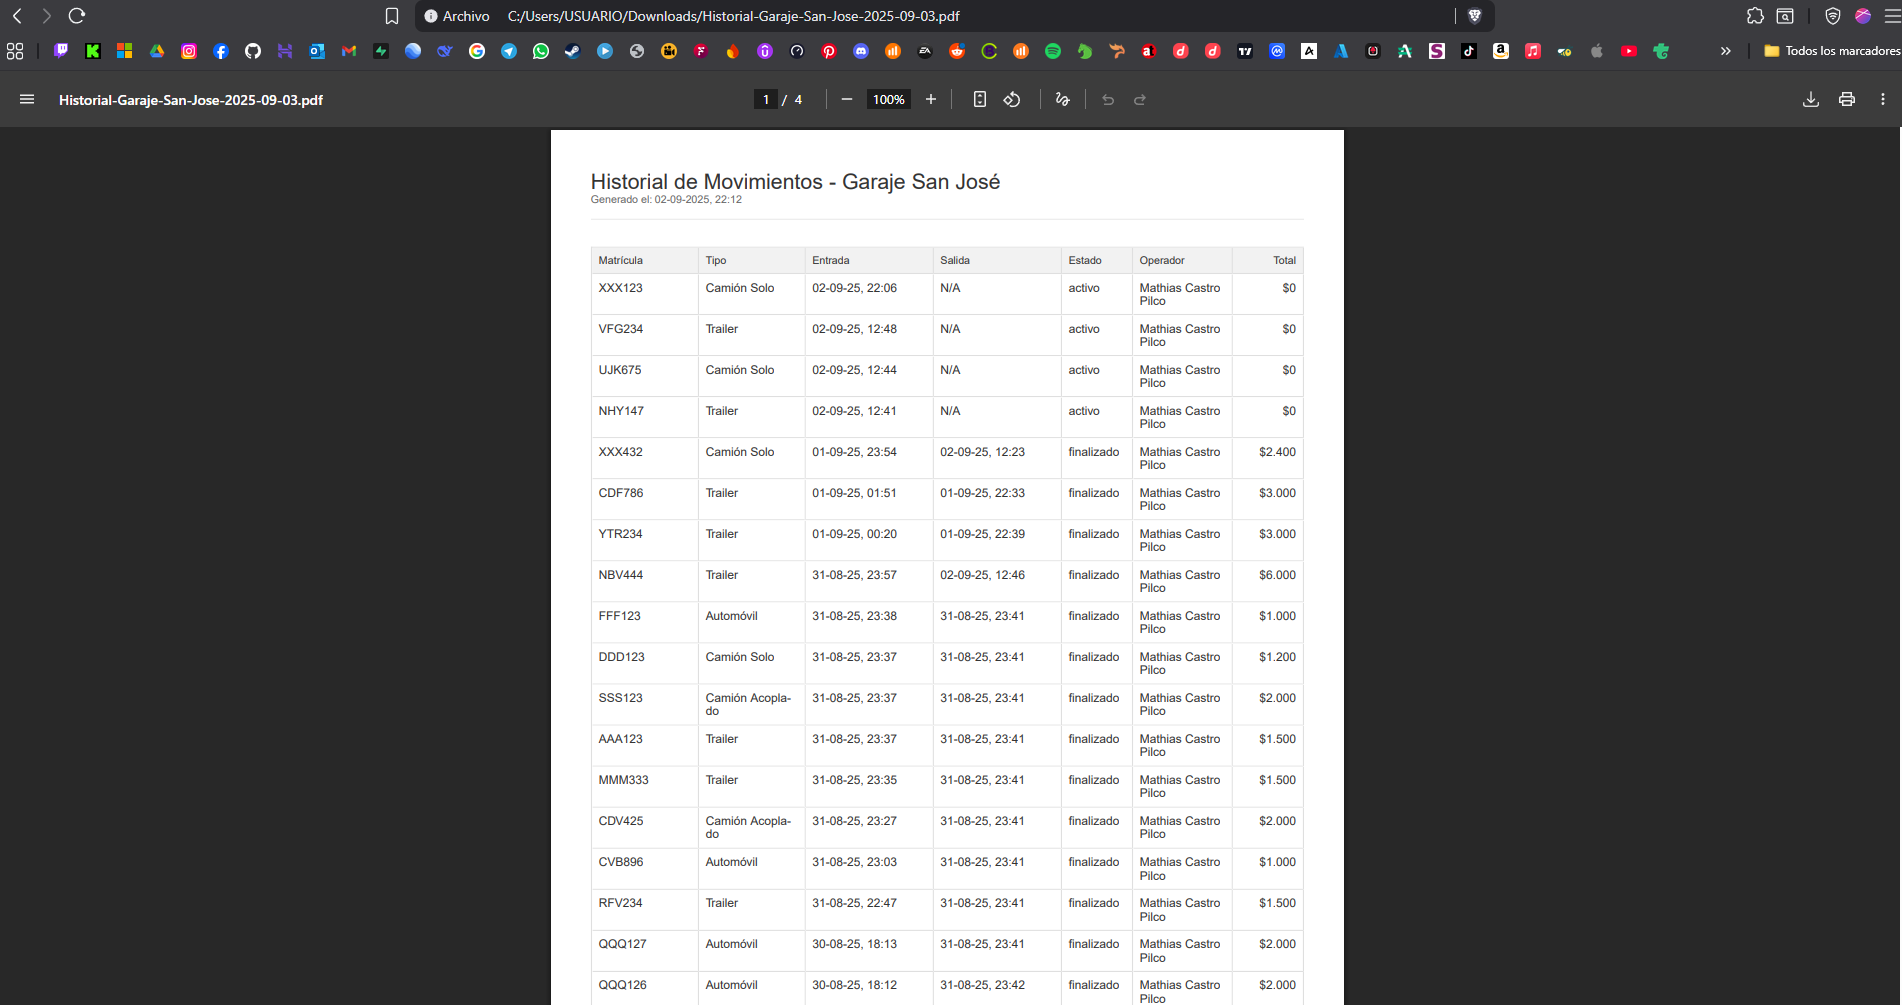 Archivo C:/Users/USUARIO/Downloads/Historial-Garaje-San-Jose-2025-09-03.pdf
Todos los marcadores
Historial-Garaje-San-Jose-2025-09-03.pdf 1 / 4 100%
Historial de Movimientos - Garaje San José
Generado el: 02-09-2025, 22:12
Matrícula Tipo Entrada Salida Estado Operador Total
XXX123 Camión Solo 02-09-25, 22:06 N/A activo Mathias Castro $0
Pilco
VFG234 Trailer 02-09-25, 12:48 N/A activo Mathias Castro $0
Pilco
UJK675 Camión Solo 02-09-25, 12:44 N/A activo Mathias Castro $0
Pilco
NHY147 Trailer 02-09-25, 12:41 N/A activo Mathias Castro $0
Pilco
XXX432 Camión Solo 01-09-25, 23:54 02-09-25, 12:23 finalizado Mathias Castro $2.400
Pilco
CDF786 Trailer 01-09-25, 01:51 01-09-25, 22:33 finalizado Mathias Castro $3.000
Pilco
YTR234 Trailer 01-09-25, 00:20 01-09-25, 22:39 finalizado Mathias Castro $3.000
Pilco
NBV444 Trailer 31-08-25, 23:57 02-09-25, 12:46 finalizado Mathias Castro $6.000
Pilco
FFF123 Automóvil 31-08-25, 23:38 31-08-25, 23:41 finalizado Mathias Castro $1.000
Pilco
DDD123 Camión Solo 31-08-25, 23:37 31-08-25, 23:41 finalizado Mathias Castro $1.200
Pilco
SSS123 Camión Acopla- 31-08-25, 23:37 31-08-25, 23:41 finalizado Mathias Castro $2.000
do Pilco
AAA123 Trailer 31-08-25, 23:37 31-08-25, 23:41 finalizado Mathias Castro $1.500
Pilco
MMM333 Trailer 31-08-25, 23:35 31-08-25, 23:41 finalizado Mathias Castro $1.500
Pilco
CDV425 Camión Acopla- 31-08-25, 23:27 31-08-25, 23:41 finalizado Mathias Castro $2.000
do Pilco
CVB896 Automóvil 31-08-25, 23:03 31-08-25, 23:41 finalizado Mathias Castro $1.000
Pilco
RFV234 Trailer 31-08-25, 22:47 31-08-25, 23:41 finalizado Mathias Castro $1.500
Pilco
QQQ127 Automóvil 30-08-25, 18:13 31-08-25, 23:41 finalizado Mathias Castro $2.000
Pilco
QQQ126 Automóvil 30-08-25, 18:12 31-08-25, 23:42 finalizado Mathias Castro $2.000
Pilco